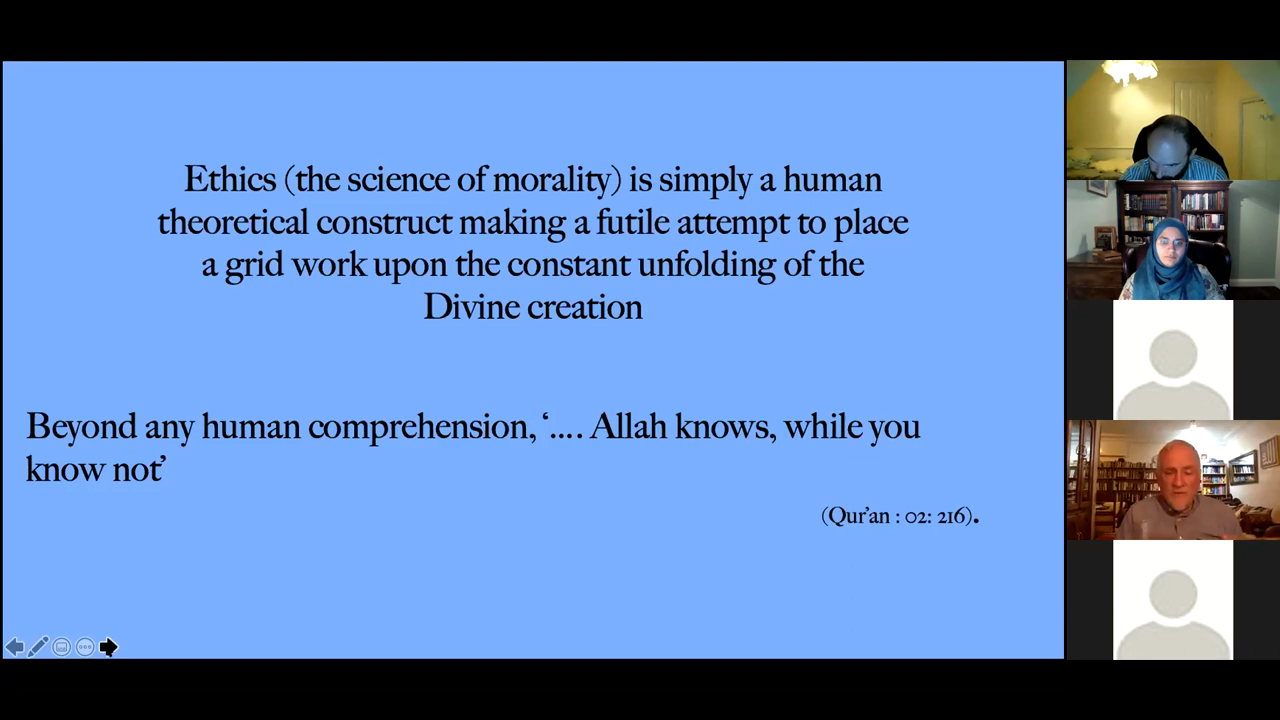 Ethics (the science of morality) is simply a human
theoretical construct making a futile attempt to place
a grid work upon the constant unfolding of the
Divine creation
Beyond any human comprehension, ‘…. Allah knows, while you
know not’
(Qur’an : 02: 216).